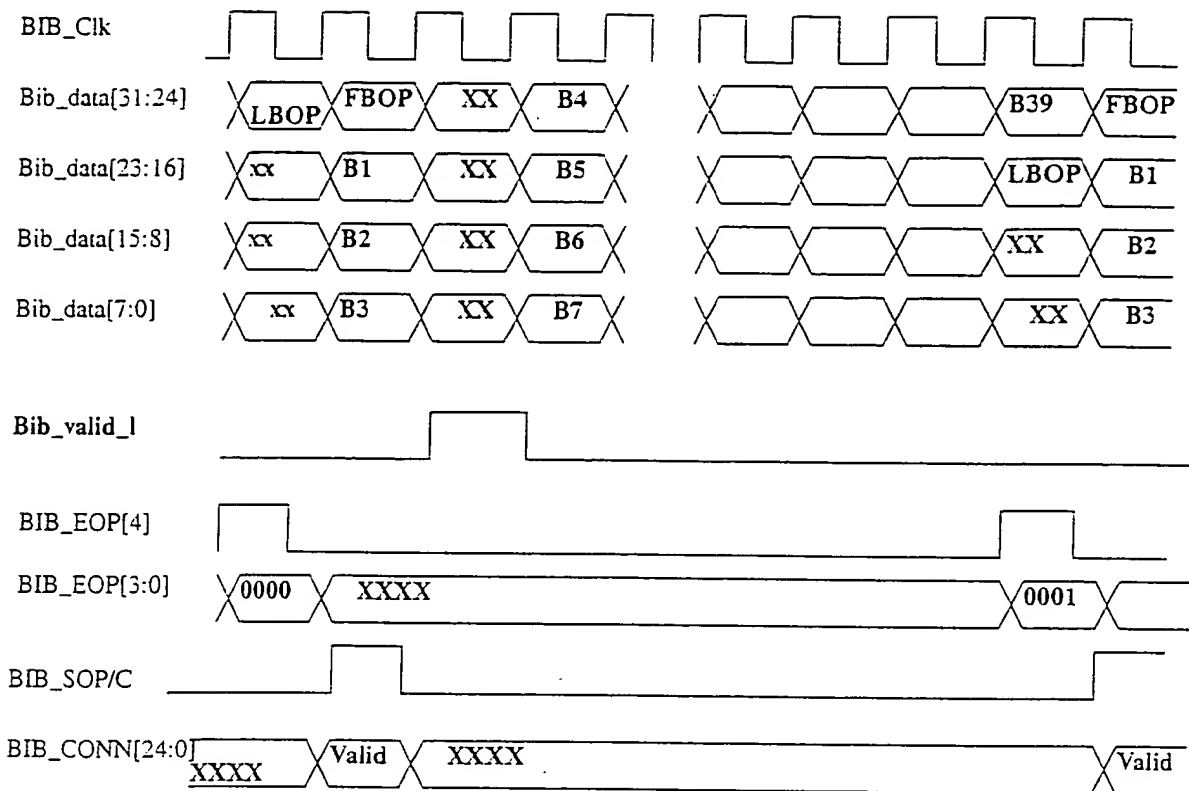 BIB_Clk
Bib_data[31:24] LBOP FBOP XX B4 B39 FBOP
Bib_data[23:16] xx B1 XX B5 LBOP B1
Bib_data[15:8] xx B2 XX B6 XX B2
Bib_data[7:0] xx B3 XX B7 XX B3
Bib_valid_l
BIB_EOP[4]
BIB_EOP[3:0] 0000 XXXX 0001
BIB_SOP/C
BIB_CONN[24:0] XXXX Valid XXXX Valid